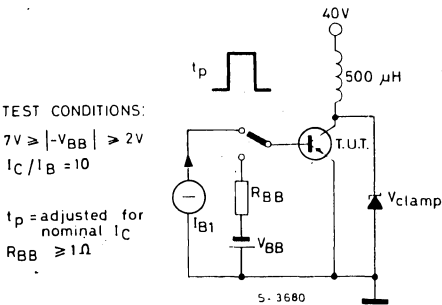 40V
tp
500 μH
TEST CONDITIONS:
7V ≥ |-VBB| ≥ 2V
IC/IB = 10
T.U.T.
RBB
Vclamp
IB1
tp = adjusted for
nominal IC
VBB
RBB ≥ 1Ω
S-3680